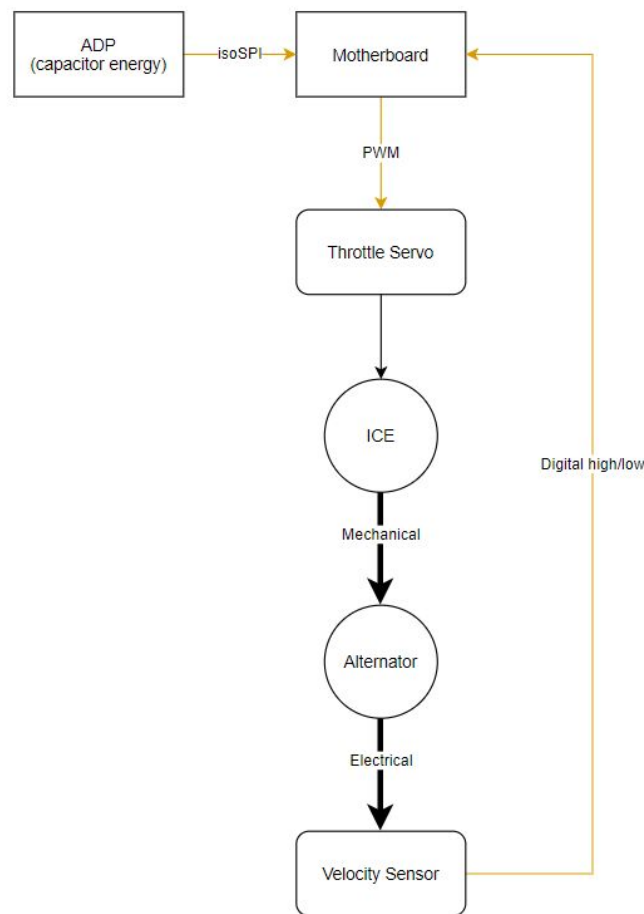 ADP
(capacitor energy)
isoSPI
Motherboard
PWM
Throttle Servo
ICE
Digital high/low
Mechanical
Alternator
Electrical
Velocity Sensor